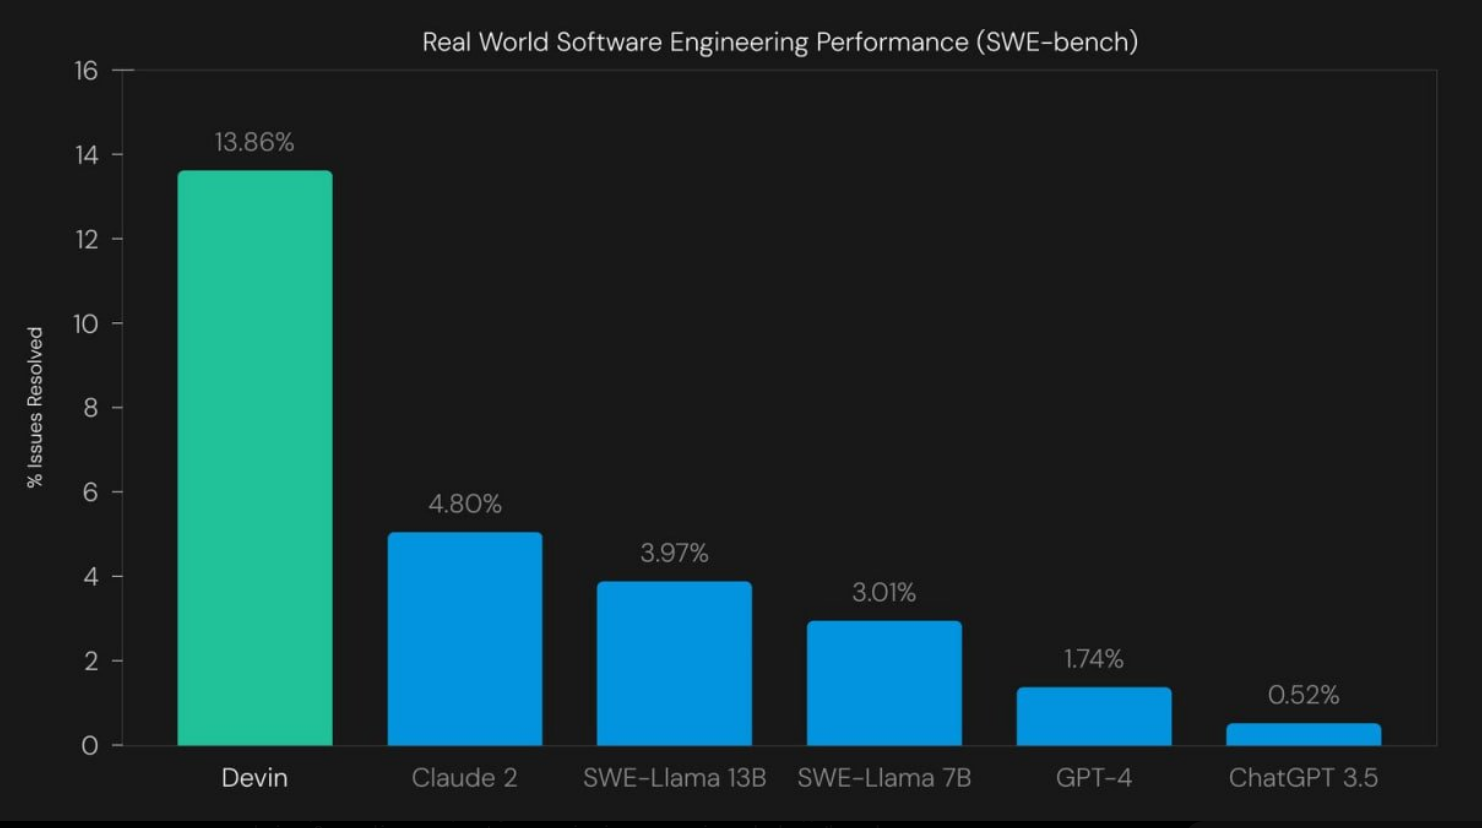 Real World Software Engineering Performance (SWE-bench)
16
14
12
10
8
6
4
2
0
% Issues Resolved
13.86%
4.80%
3.97%
3.01%
1.74%
0.52%
Devin
Claude 2
SWE-Llama 13B
SWE-Llama 7B
GPT-4
ChatGPT 3.5